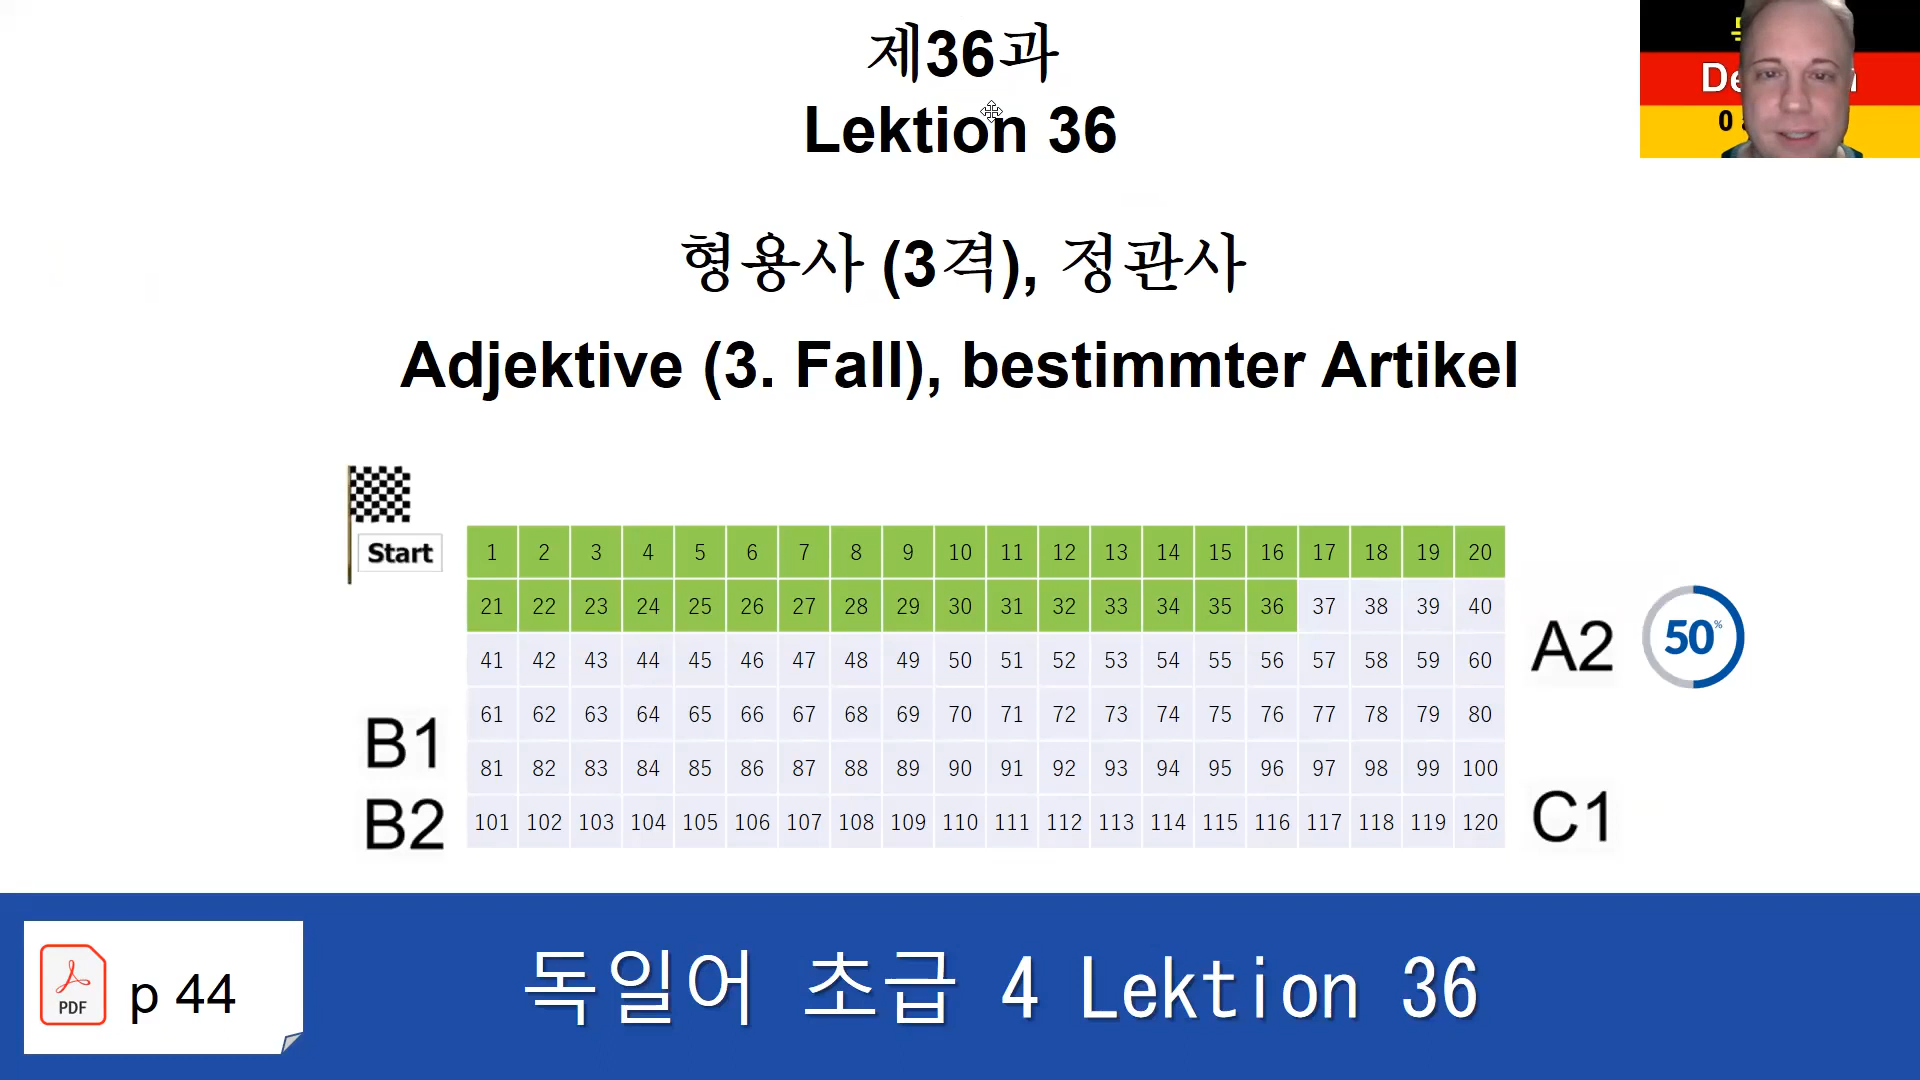 제36과
Lektion 36
형용사 (3격), 정관사
Adjektive (3. Fall), bestimmter Artikel
Start
1 2 3 4 5 6 7 8 9 10 11 12 13 14 15 16 17 18 19 20
21 22 23 24 25 26 27 28 29 30 31 32 33 34 35 36 37 38 39 40
41 42 43 44 45 46 47 48 49 50 51 52 53 54 55 56 57 58 59 60
A2 50%
61 62 63 64 65 66 67 68 69 70 71 72 73 74 75 76 77 78 79 80
B1
81 82 83 84 85 86 87 88 89 90 91 92 93 94 95 96 97 98 99 100
B2
101 102 103 104 105 106 107 108 109 110 111 112 113 114 115 116 117 118 119 120
C1
PDF p 44
독일어 초급 4 Lektion 36